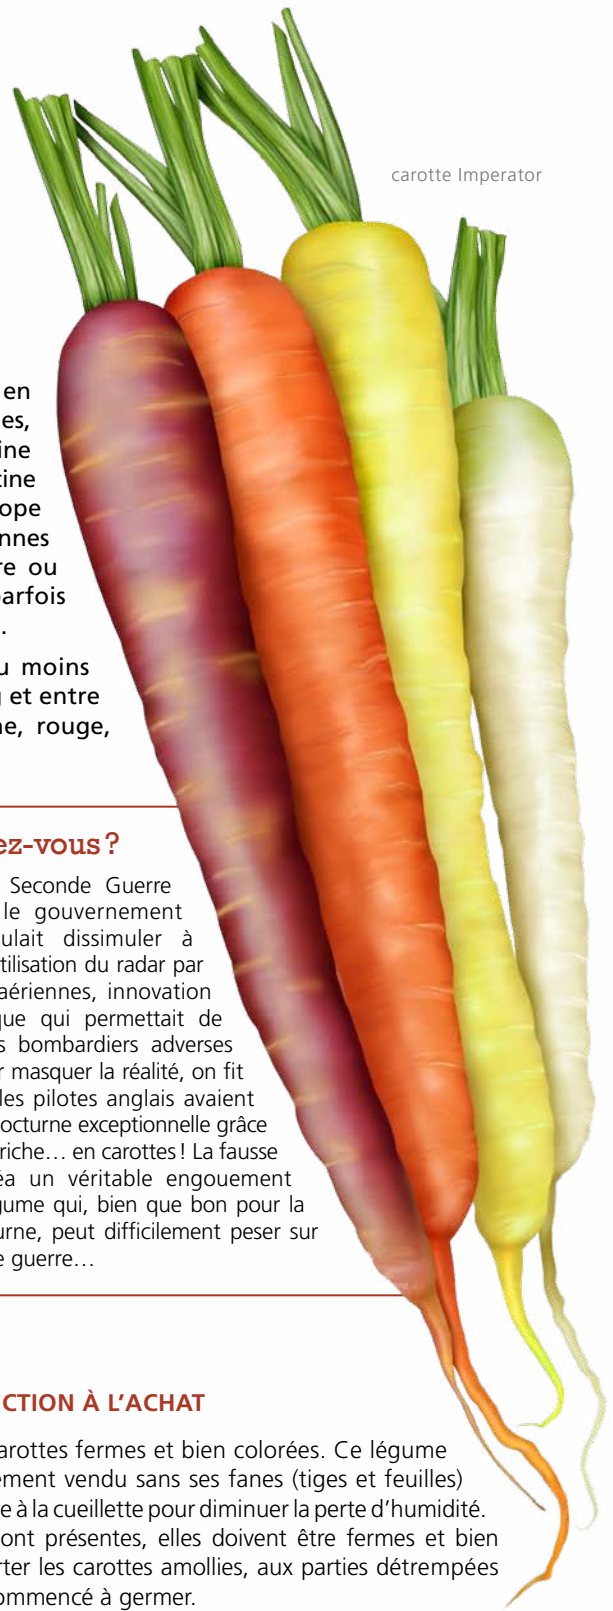 carotte Imperator
en
es,
ine
cine
ope
nnes
re ou
parfois
.
u moins
g et entre
ne, rouge,
ez-vous ?
Seconde Guerre
le gouvernement
ulait dissimuler à
tilisation du radar par
aériennes, innovation
que qui permettait de
s bombardiers adverses
r masquer la réalité, on fit
les pilotes anglais avaient
nocturne exceptionnelle grâce
riche… en carottes ! La fausse
éa un véritable engouement
gume qui, bien que bon pour la
urne, peut difficilement peser sur
e guerre…
CTION À L’ACHAT
carottes fermes et bien colorées. Ce légume
ement vendu sans ses fanes (tiges et feuilles)
re à la cueillette pour diminuer la perte d’humidité.
ont présentes, elles doivent être fermes et bien
rter les carottes amollies, aux parties détrempées
ommencé à germer.